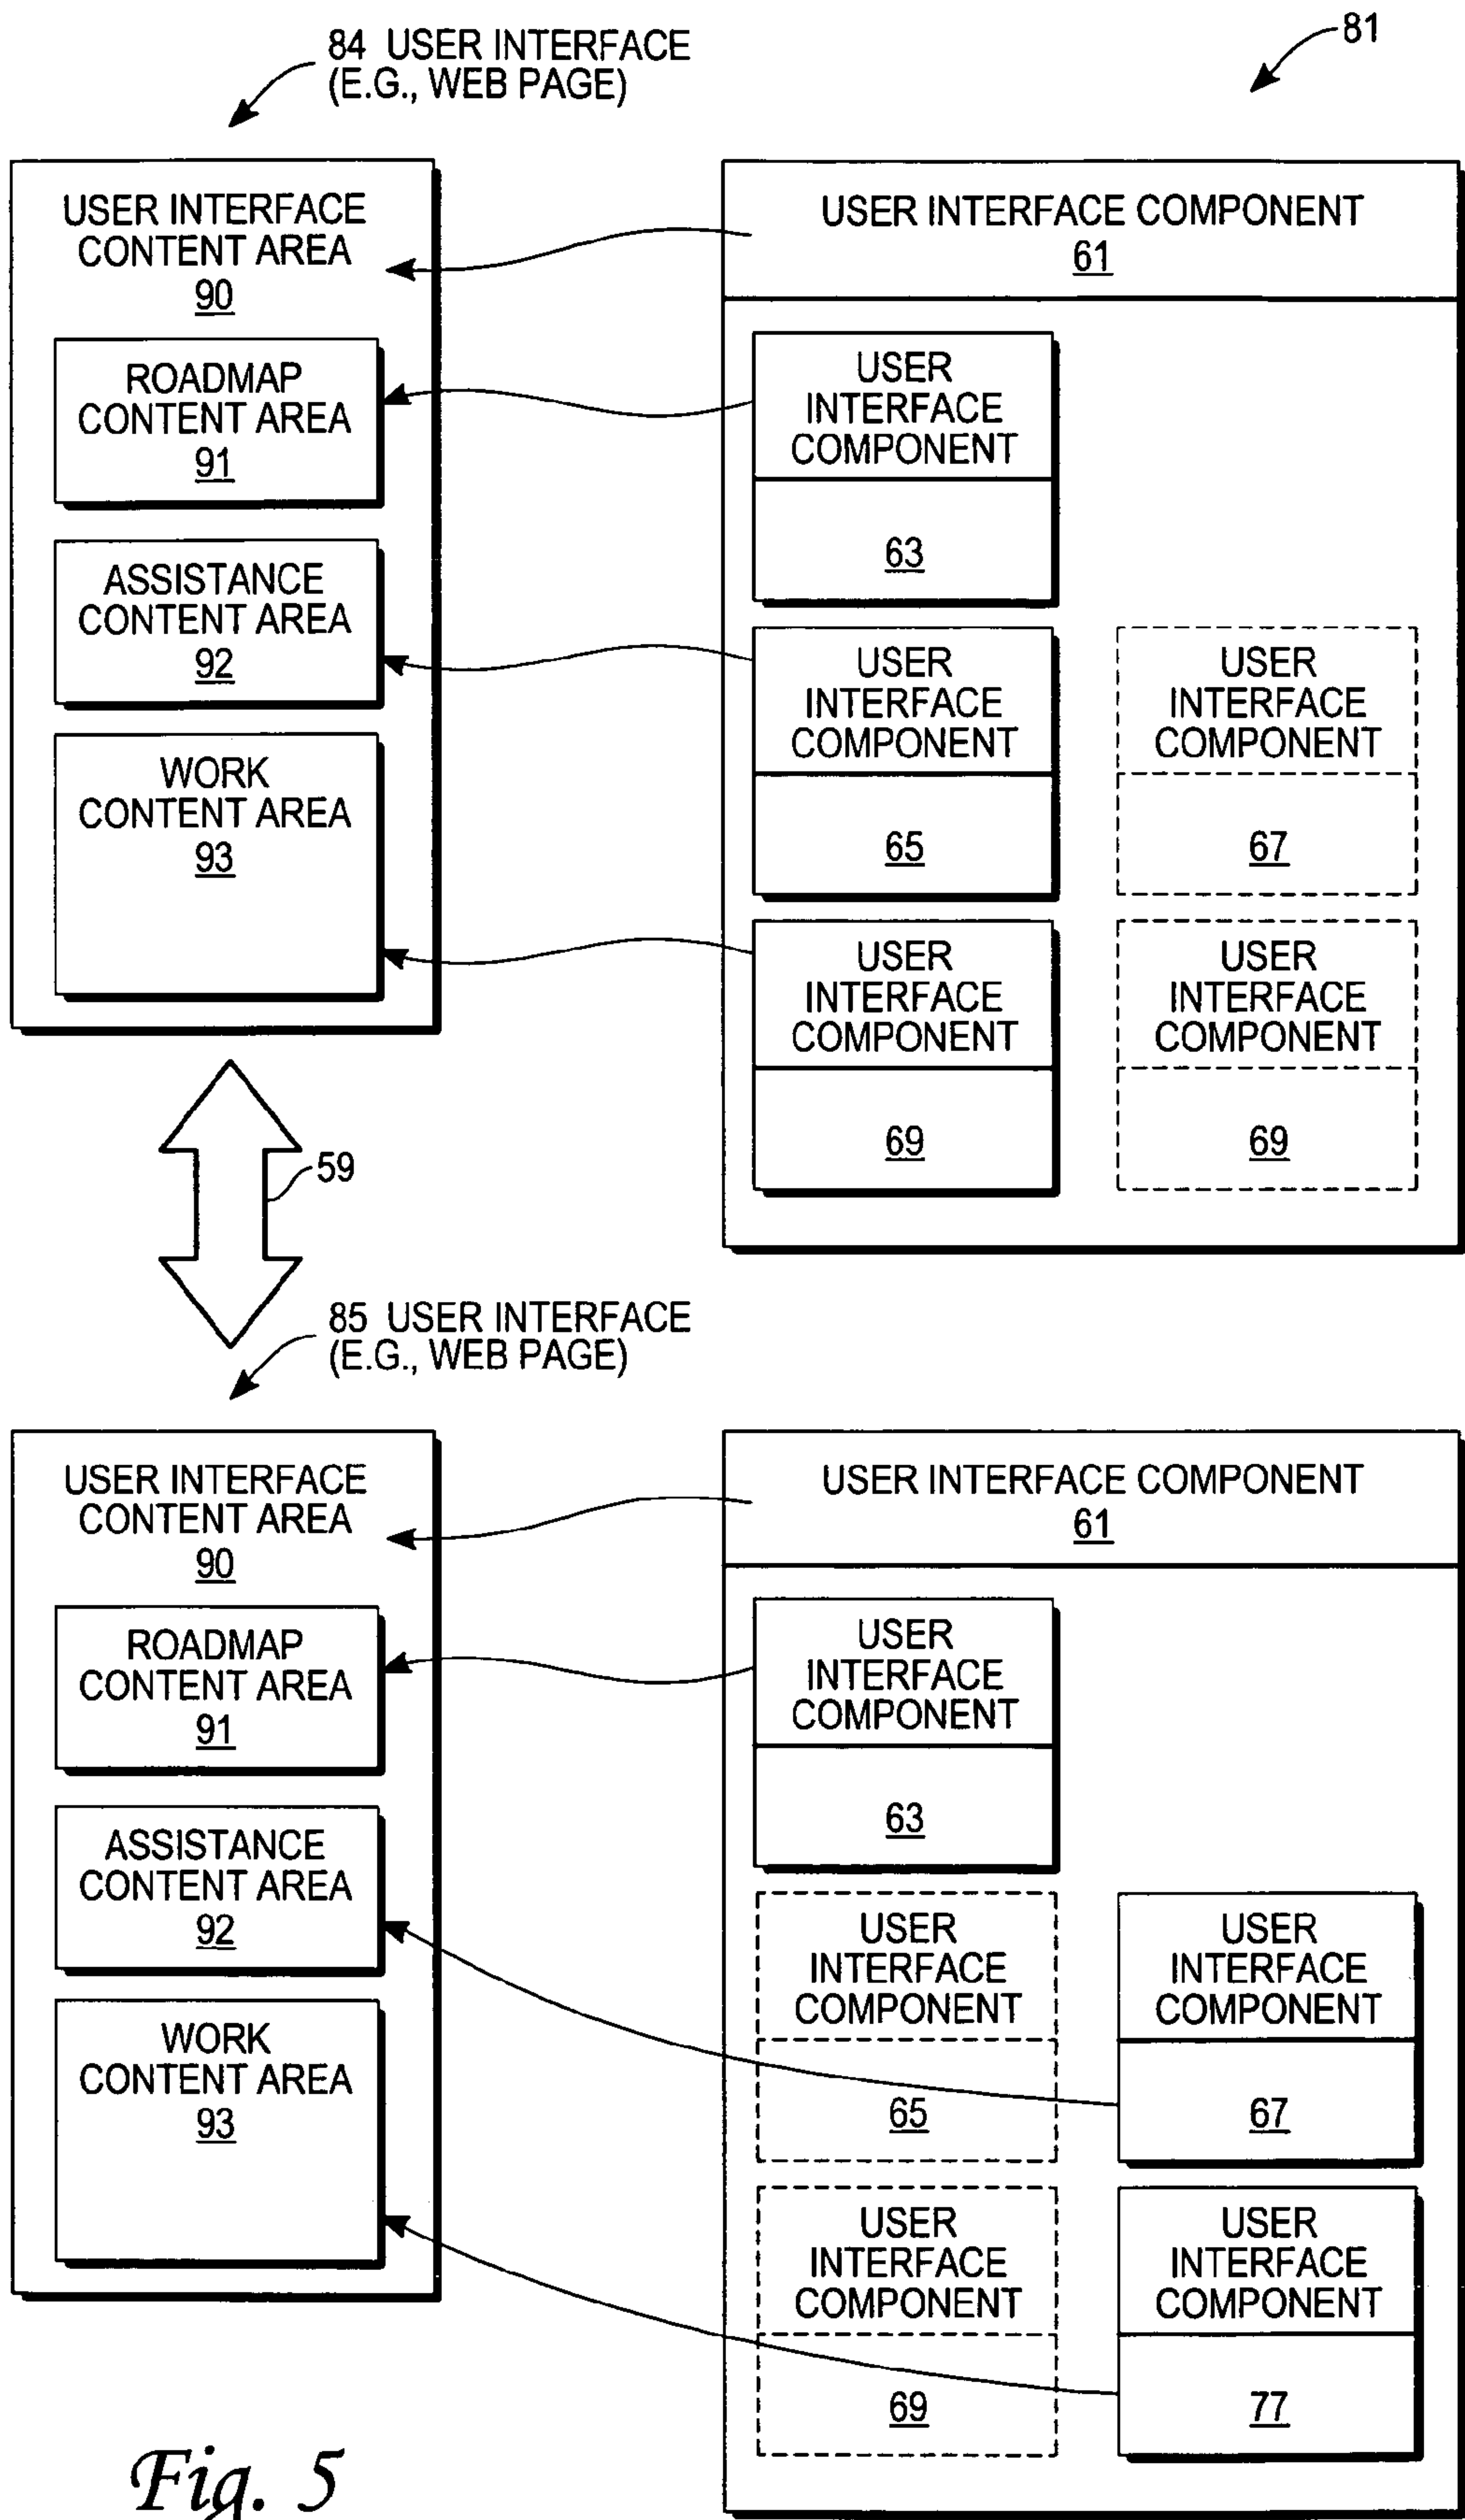 84 USER INTERFACE
(E.G., WEB PAGE)
81
USER INTERFACE
CONTENT AREA
90
ROADMAP
CONTENT AREA
91
ASSISTANCE
CONTENT AREA
92
WORK
CONTENT AREA
93
USER INTERFACE COMPONENT
61
USER
INTERFACE
COMPONENT
63
USER
INTERFACE
COMPONENT
65
USER
INTERFACE
COMPONENT
67
USER
INTERFACE
COMPONENT
69
USER
INTERFACE
COMPONENT
69
59
85 USER INTERFACE
(E.G., WEB PAGE)
USER INTERFACE
CONTENT AREA
90
ROADMAP
CONTENT AREA
91
ASSISTANCE
CONTENT AREA
92
WORK
CONTENT AREA
93
USER INTERFACE COMPONENT
61
USER
INTERFACE
COMPONENT
63
USER
INTERFACE
COMPONENT
65
USER
INTERFACE
COMPONENT
67
USER
INTERFACE
COMPONENT
69
USER
INTERFACE
COMPONENT
77
Fig. 5